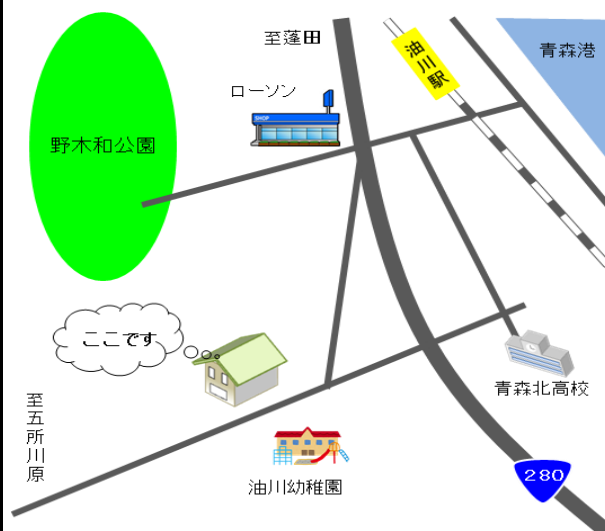 至蓬田
油川駅
青森港
ローソン
SHOP
野木和公園
ここです
至五所川原
青森北高校
油川幼稚園
280